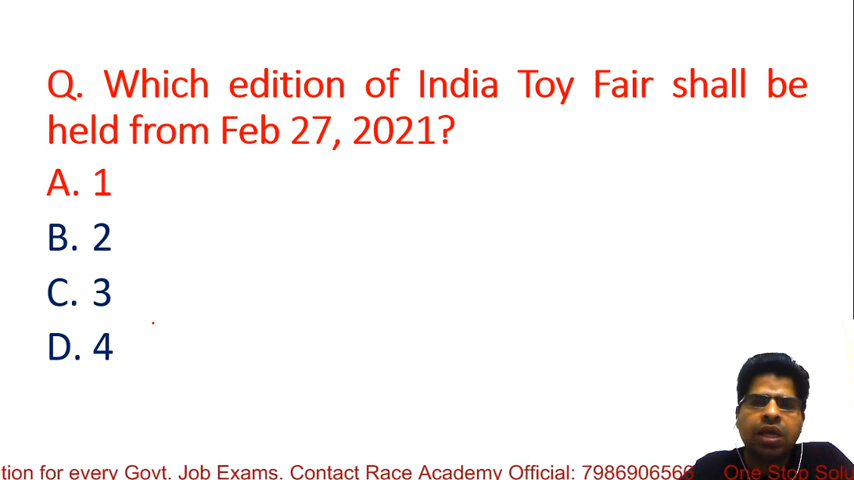 Q. Which edition of India Toy Fair shall be
held from Feb 27, 2021?
A. 1
B. 2
C. 3
D. 4
tion for every Govt. Job Exams. Contact Race Academy Official: 7986906566 One Stop Solu